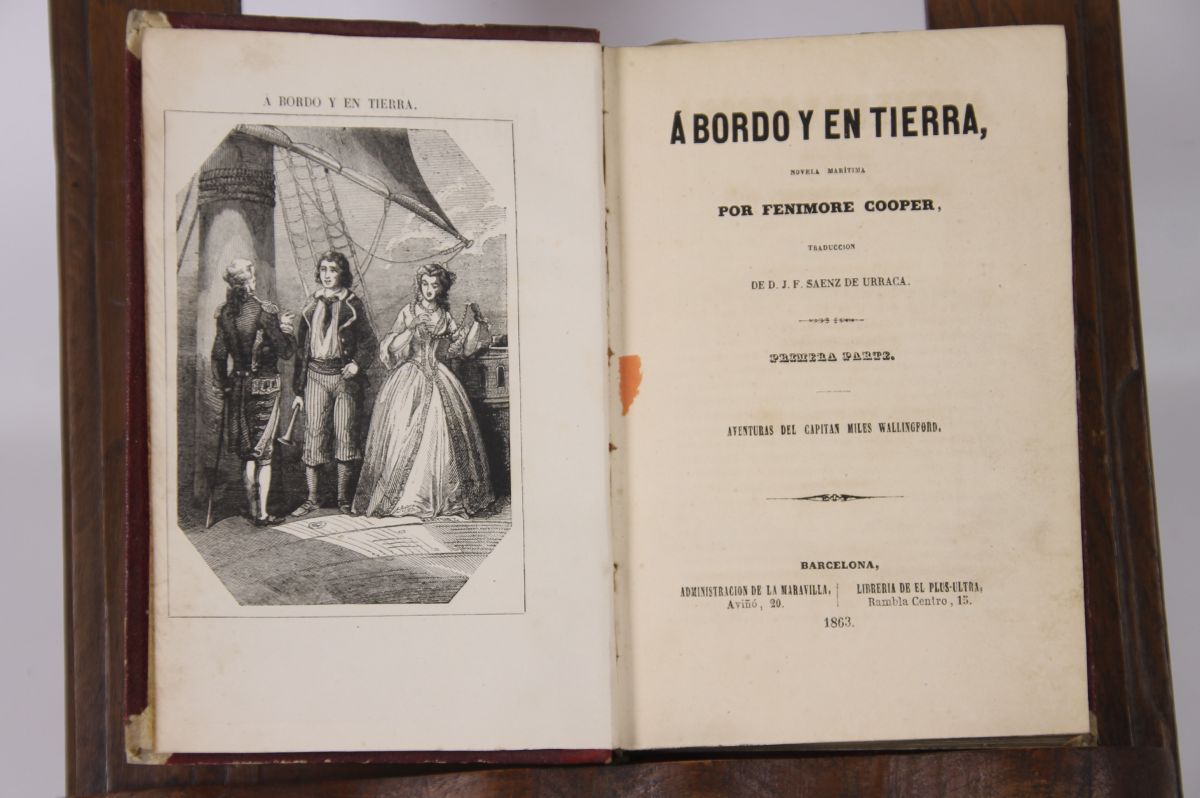 Á BORDO Y EN TIERRA.
Á BORDO Y EN TIERRA,
NOVELA MARÍTIMA
POR FENIMORE COOPER,
TRADUCCION
DE D. J. F. SAENZ DE URRACA.
PRIMERA PARTE.
AVENTURAS DEL CAPITAN MILES WALLINGFORD.
BARCELONA,
ADMINISTRACION DE LA MARAVILLA,
Aviñó, 20.
LIBRERIA DE EL PLUS-ULTRA,
Rambla Centro, 15.
1863.